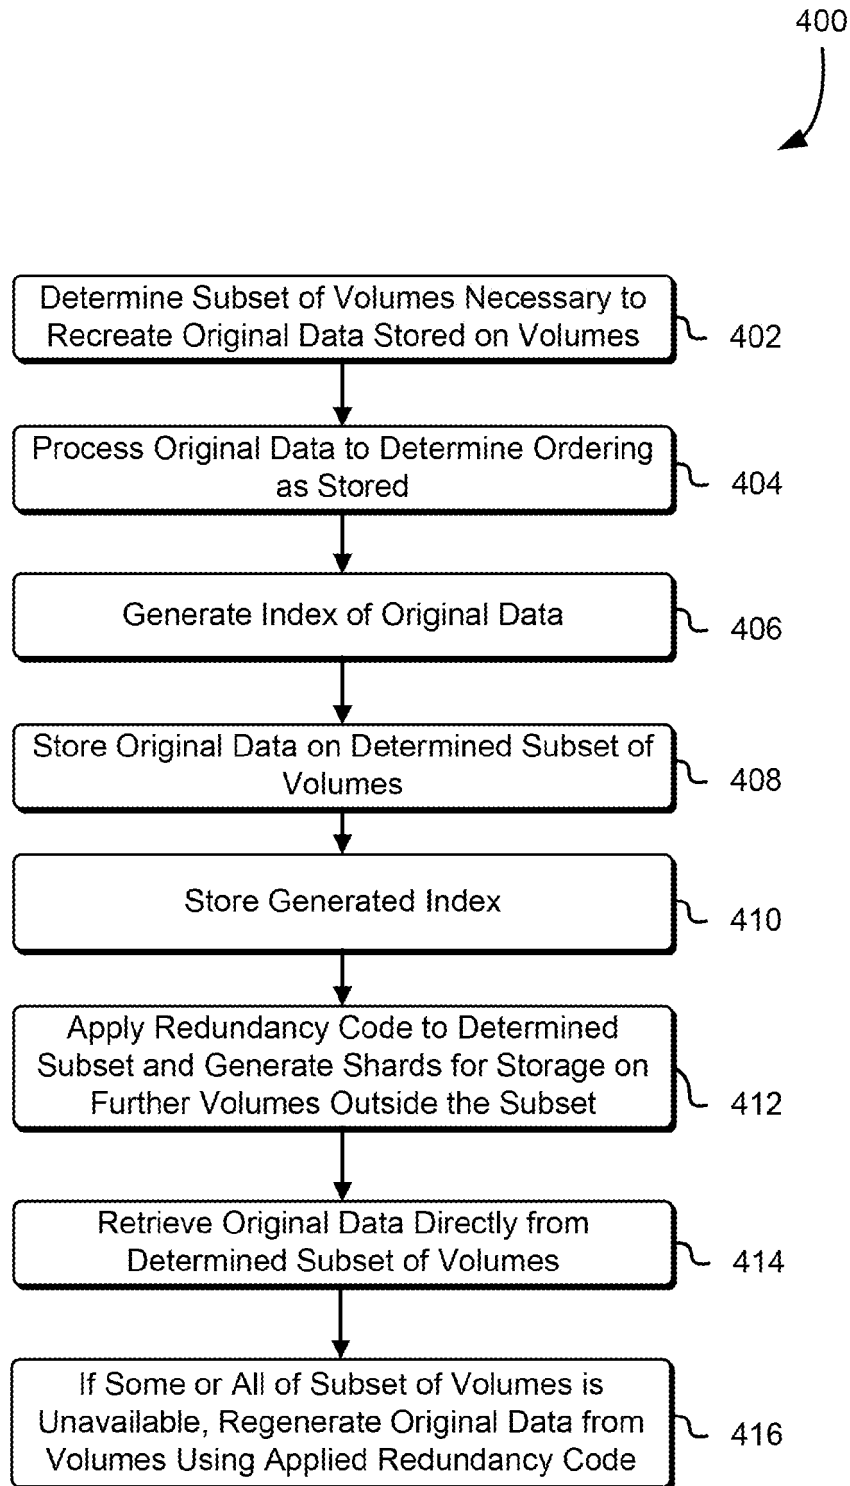 400
Determine Subset of Volumes Necessary to
Recreate Original Data Stored on Volumes
402
Process Original Data to Determine Ordering
as Stored
404
Generate Index of Original Data
406
Store Original Data on Determined Subset of
Volumes
408
Store Generated Index
410
Apply Redundancy Code to Determined
Subset and Generate Shards for Storage on
Further Volumes Outside the Subset
412
Retrieve Original Data Directly from
Determined Subset of Volumes
414
If Some or All of Subset of Volumes is
Unavailable, Regenerate Original Data from
Volumes Using Applied Redundancy Code
416